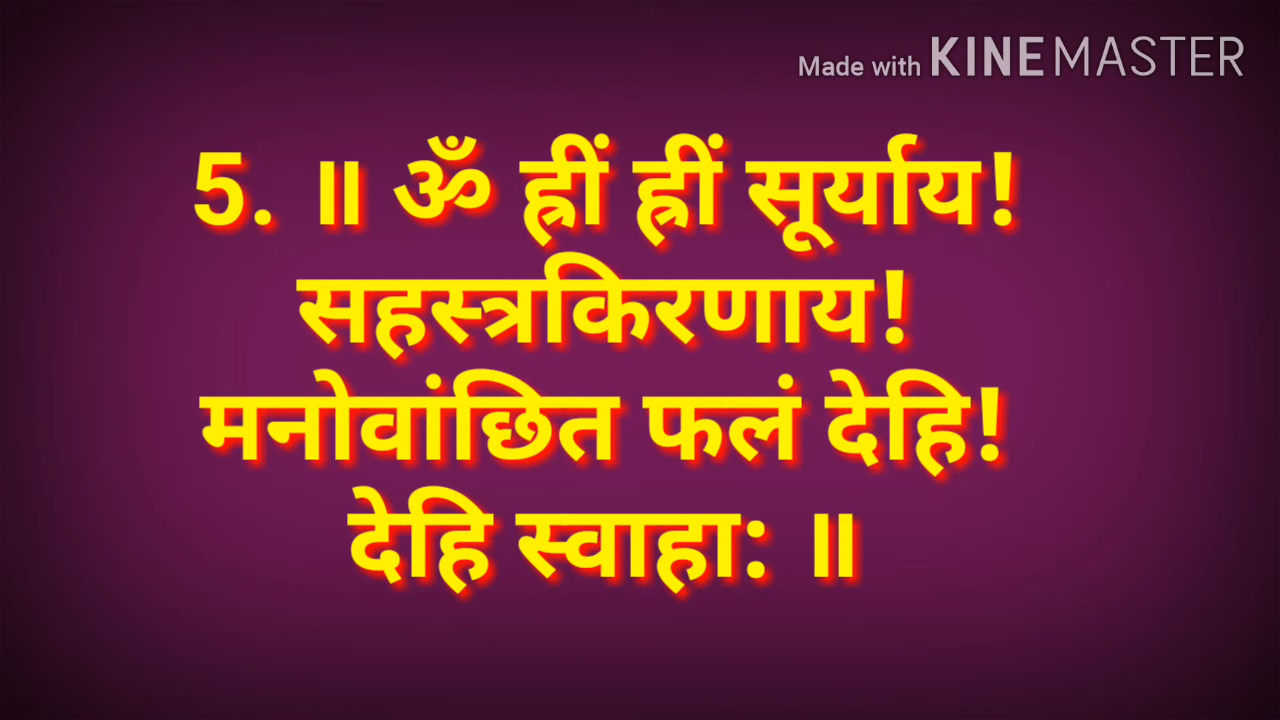 Made with KINEMASTER
5. ॥ ॐ ह्रीं ह्रीं सूर्याय!
सहस्त्रकिरणाय!
मनोवांछित फलं देहि!
देहि स्वाहा: ॥